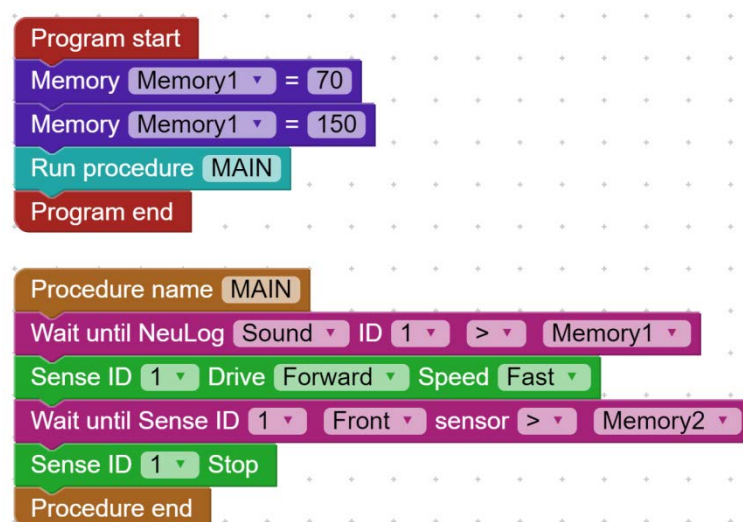 Program start
Memory Memory1 = 70
Memory Memory1 = 150
Run procedure MAIN
Program end
Procedure name MAIN
Wait until NeuLog Sound ID 1 > Memory1
Sense ID 1 Drive Forward Speed Fast
Wait until Sense ID 1 Front sensor > Memory2
Sense ID 1 Stop
Procedure end